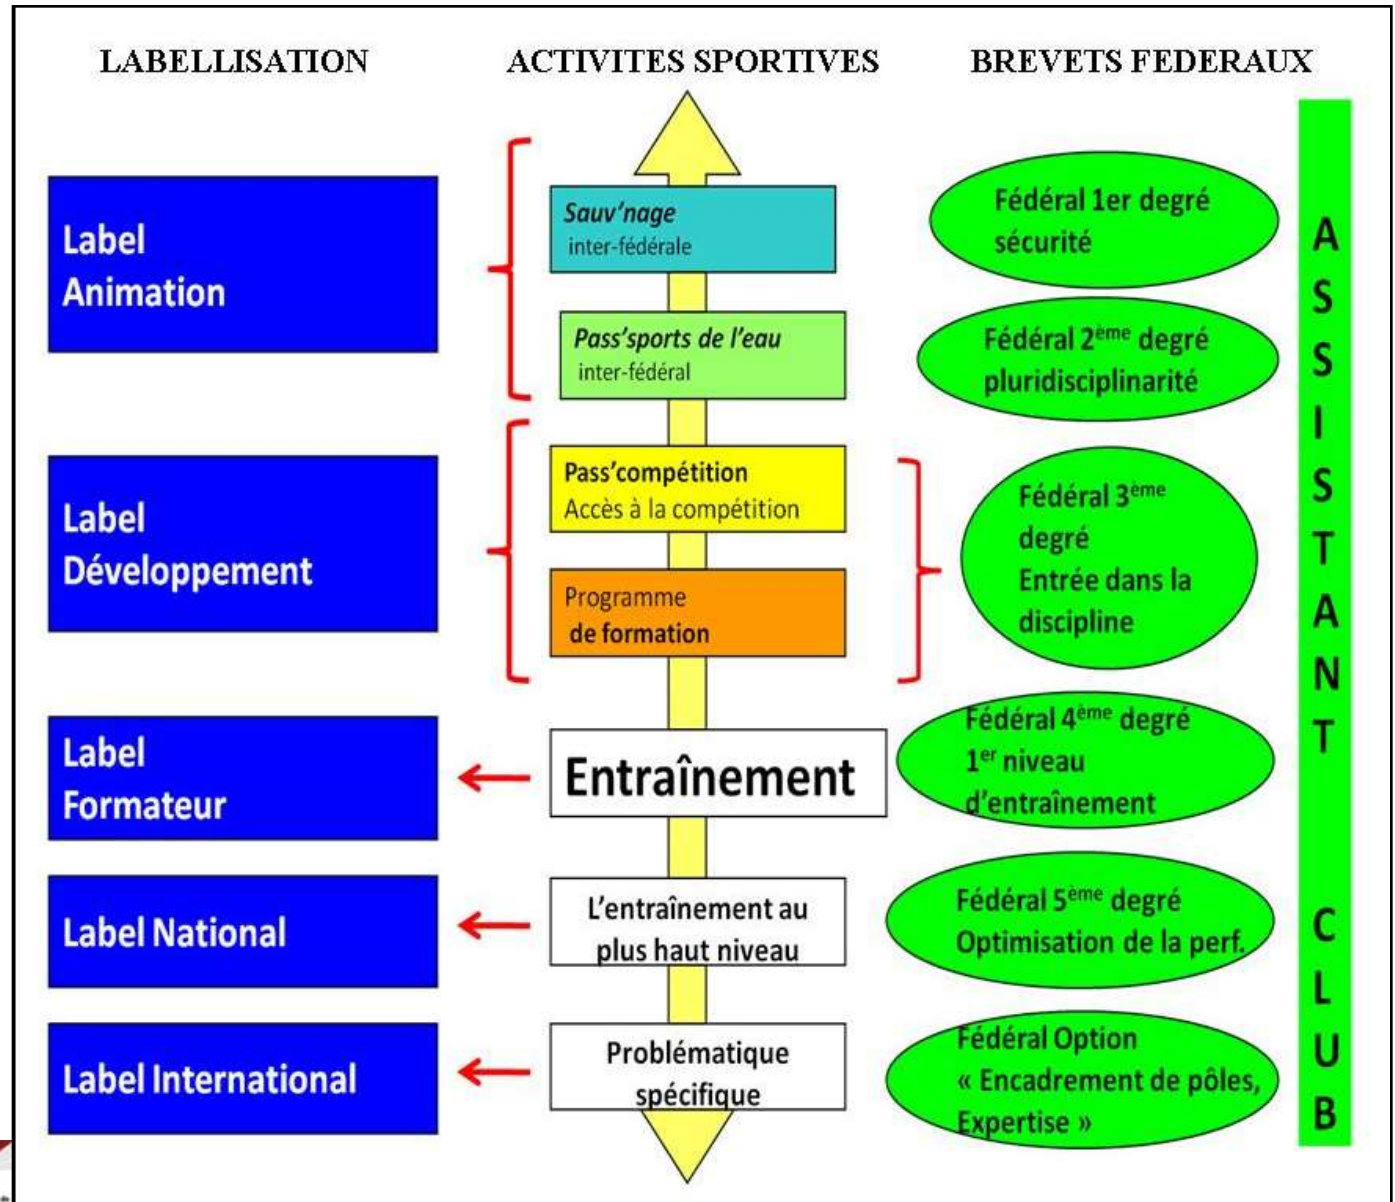 LABELLISATION
ACTIVITES SPORTIVES
BREVETS FEDERAUX
Label
Animation
Sauv'nage
inter-fédérale
Pass'sports de l'eau
inter-fédéral
Fédéral 1er degré
sécurité
Fédéral 2ème degré
pluridisciplinarité
Label
Développement
Pass'compétition
Accès à la compétition
Programme
de formation
Fédéral 3ème
degré
Entrée dans la
discipline
Label
Formateur
Entraînement
Fédéral 4ème degré
1er niveau
d'entraînement
Label National
L'entraînement au
plus haut niveau
Fédéral 5ème degré
Optimisation de la perf.
Label International
Problématique
spécifique
Fédéral Option
« Encadrement de pôles,
Expertise »
ASSISTANT CLUB